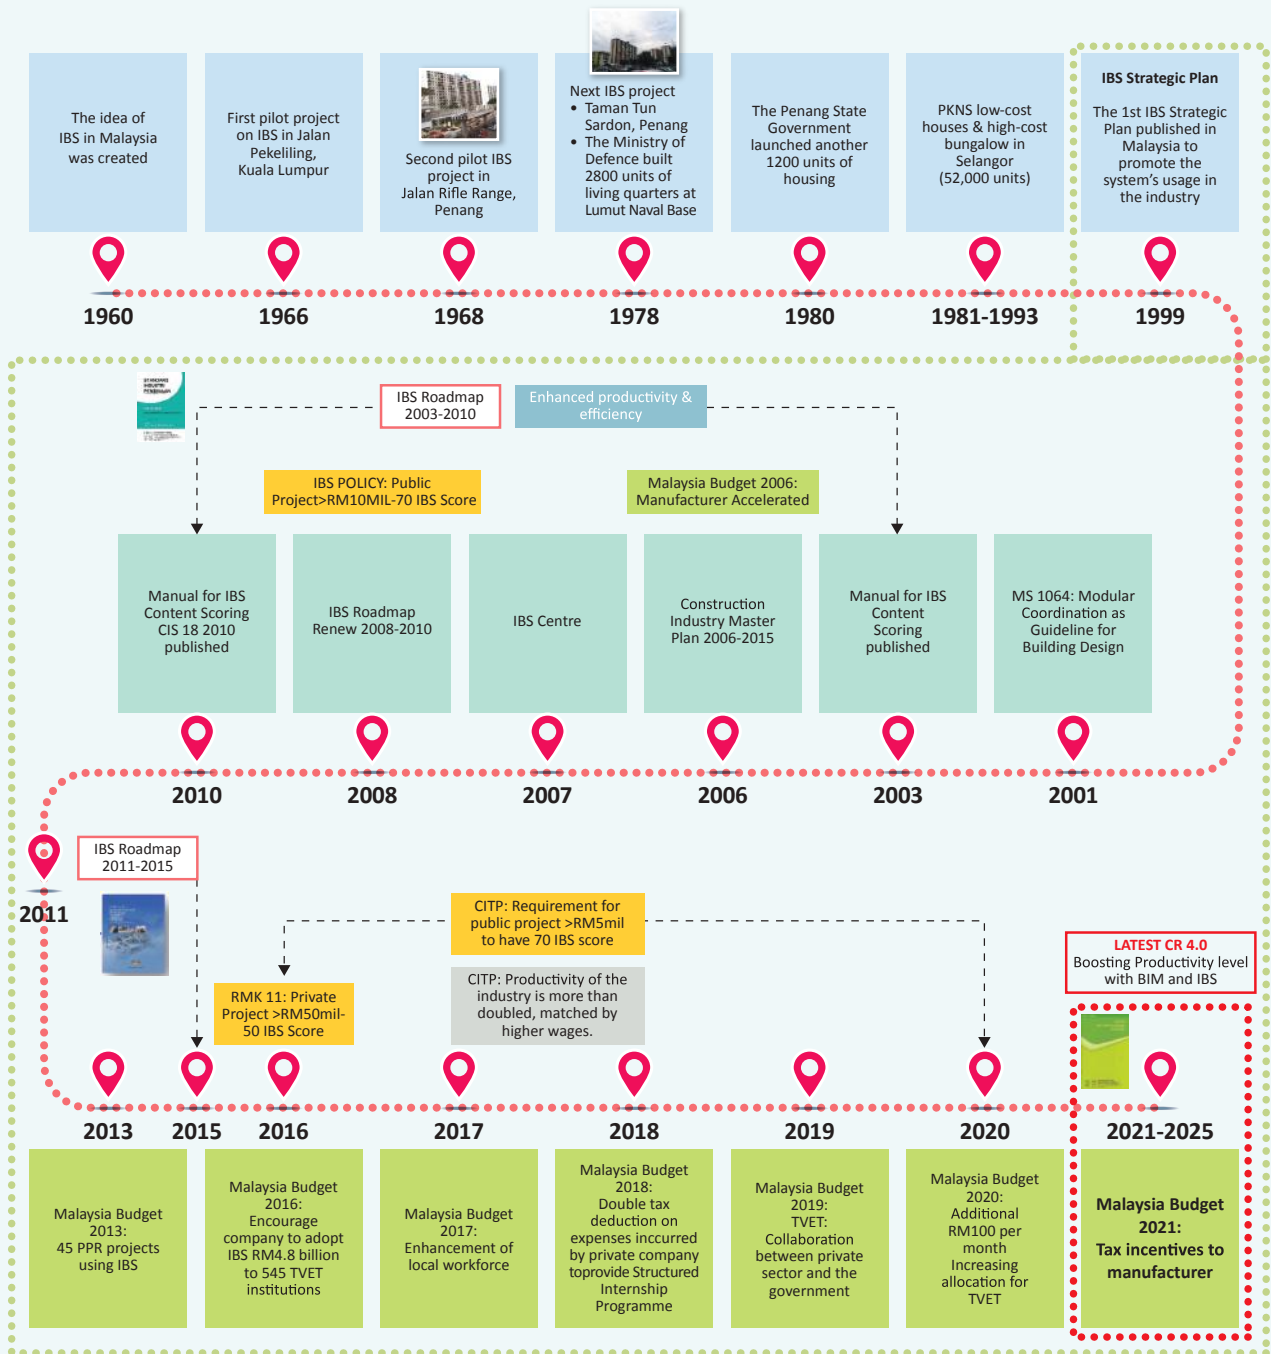 The idea of
IBS in Malaysia
was created
First pilot project
on IBS in Jalan
Pekeliling,
Kuala Lumpur
Second pilot IBS
project in
Jalan Rifle Range,
Penang
Next IBS project
• Taman Tun
Sardon, Penang
• The Ministry of
Defence built
2800 units of
living quarters at
Lumut Naval Base
The Penang State
Government
launched another
1200 units of
housing
PKNS low-cost
houses & high-cost
bungalow in
Selangor
(52,000 units)
IBS Strategic Plan
The 1st IBS Strategic
Plan published in
Malaysia to
promote the
system's usage in
the industry
1960
1966
1968
1978
1980
1981-1993
1999
IBS Roadmap
2003-2010
Enhanced productivity &
efficiency
IBS POLICY: Public
Project>RM10MIL-70 IBS Score
Malaysia Budget 2006:
Manufacturer Accelerated
Manual for IBS
Content Scoring
CIS 18 2010
published
IBS Roadmap
Renew 2008-2010
IBS Centre
Construction
Industry Master
Plan 2006-2015
Manual for IBS
Content
Scoring
published
MS 1064: Modular
Coordination as
Guideline for
Building Design
2010
2008
2007
2006
2003
2001
2011
IBS Roadmap
2011-2015
CITP: Requirement for
public project >RM5mil
to have 70 IBS score
CITP: Productivity of the
industry is more than
doubled, matched by
higher wages.
RMK 11: Private
Project >RM50mil-
50 IBS Score
LATEST CR 4.0
Boosting Productivity level
with BIM and IBS
2013
2015
2016
2017
2018
2019
2020
2021-2025
Malaysia Budget
2013:
45 PPR projects
using IBS
Malaysia Budget
2016:
Encourage
company to adopt
IBS RM4.8 billion
to 545 TVET
institutions
Malaysia Budget
2017:
Enhancement of
local workforce
Malaysia Budget
2018:
Double tax
deduction on
expenses inccurred
by private company
toprovide Structured
Internship
Programme
Malaysia Budget
2019:
TVET:
Collaboration
between private
sector and the
government
Malaysia Budget
2020:
Additional
RM100 per
month
Increasing
allocation for
TVET
Malaysia Budget
2021:
Tax incentives to
manufacturer